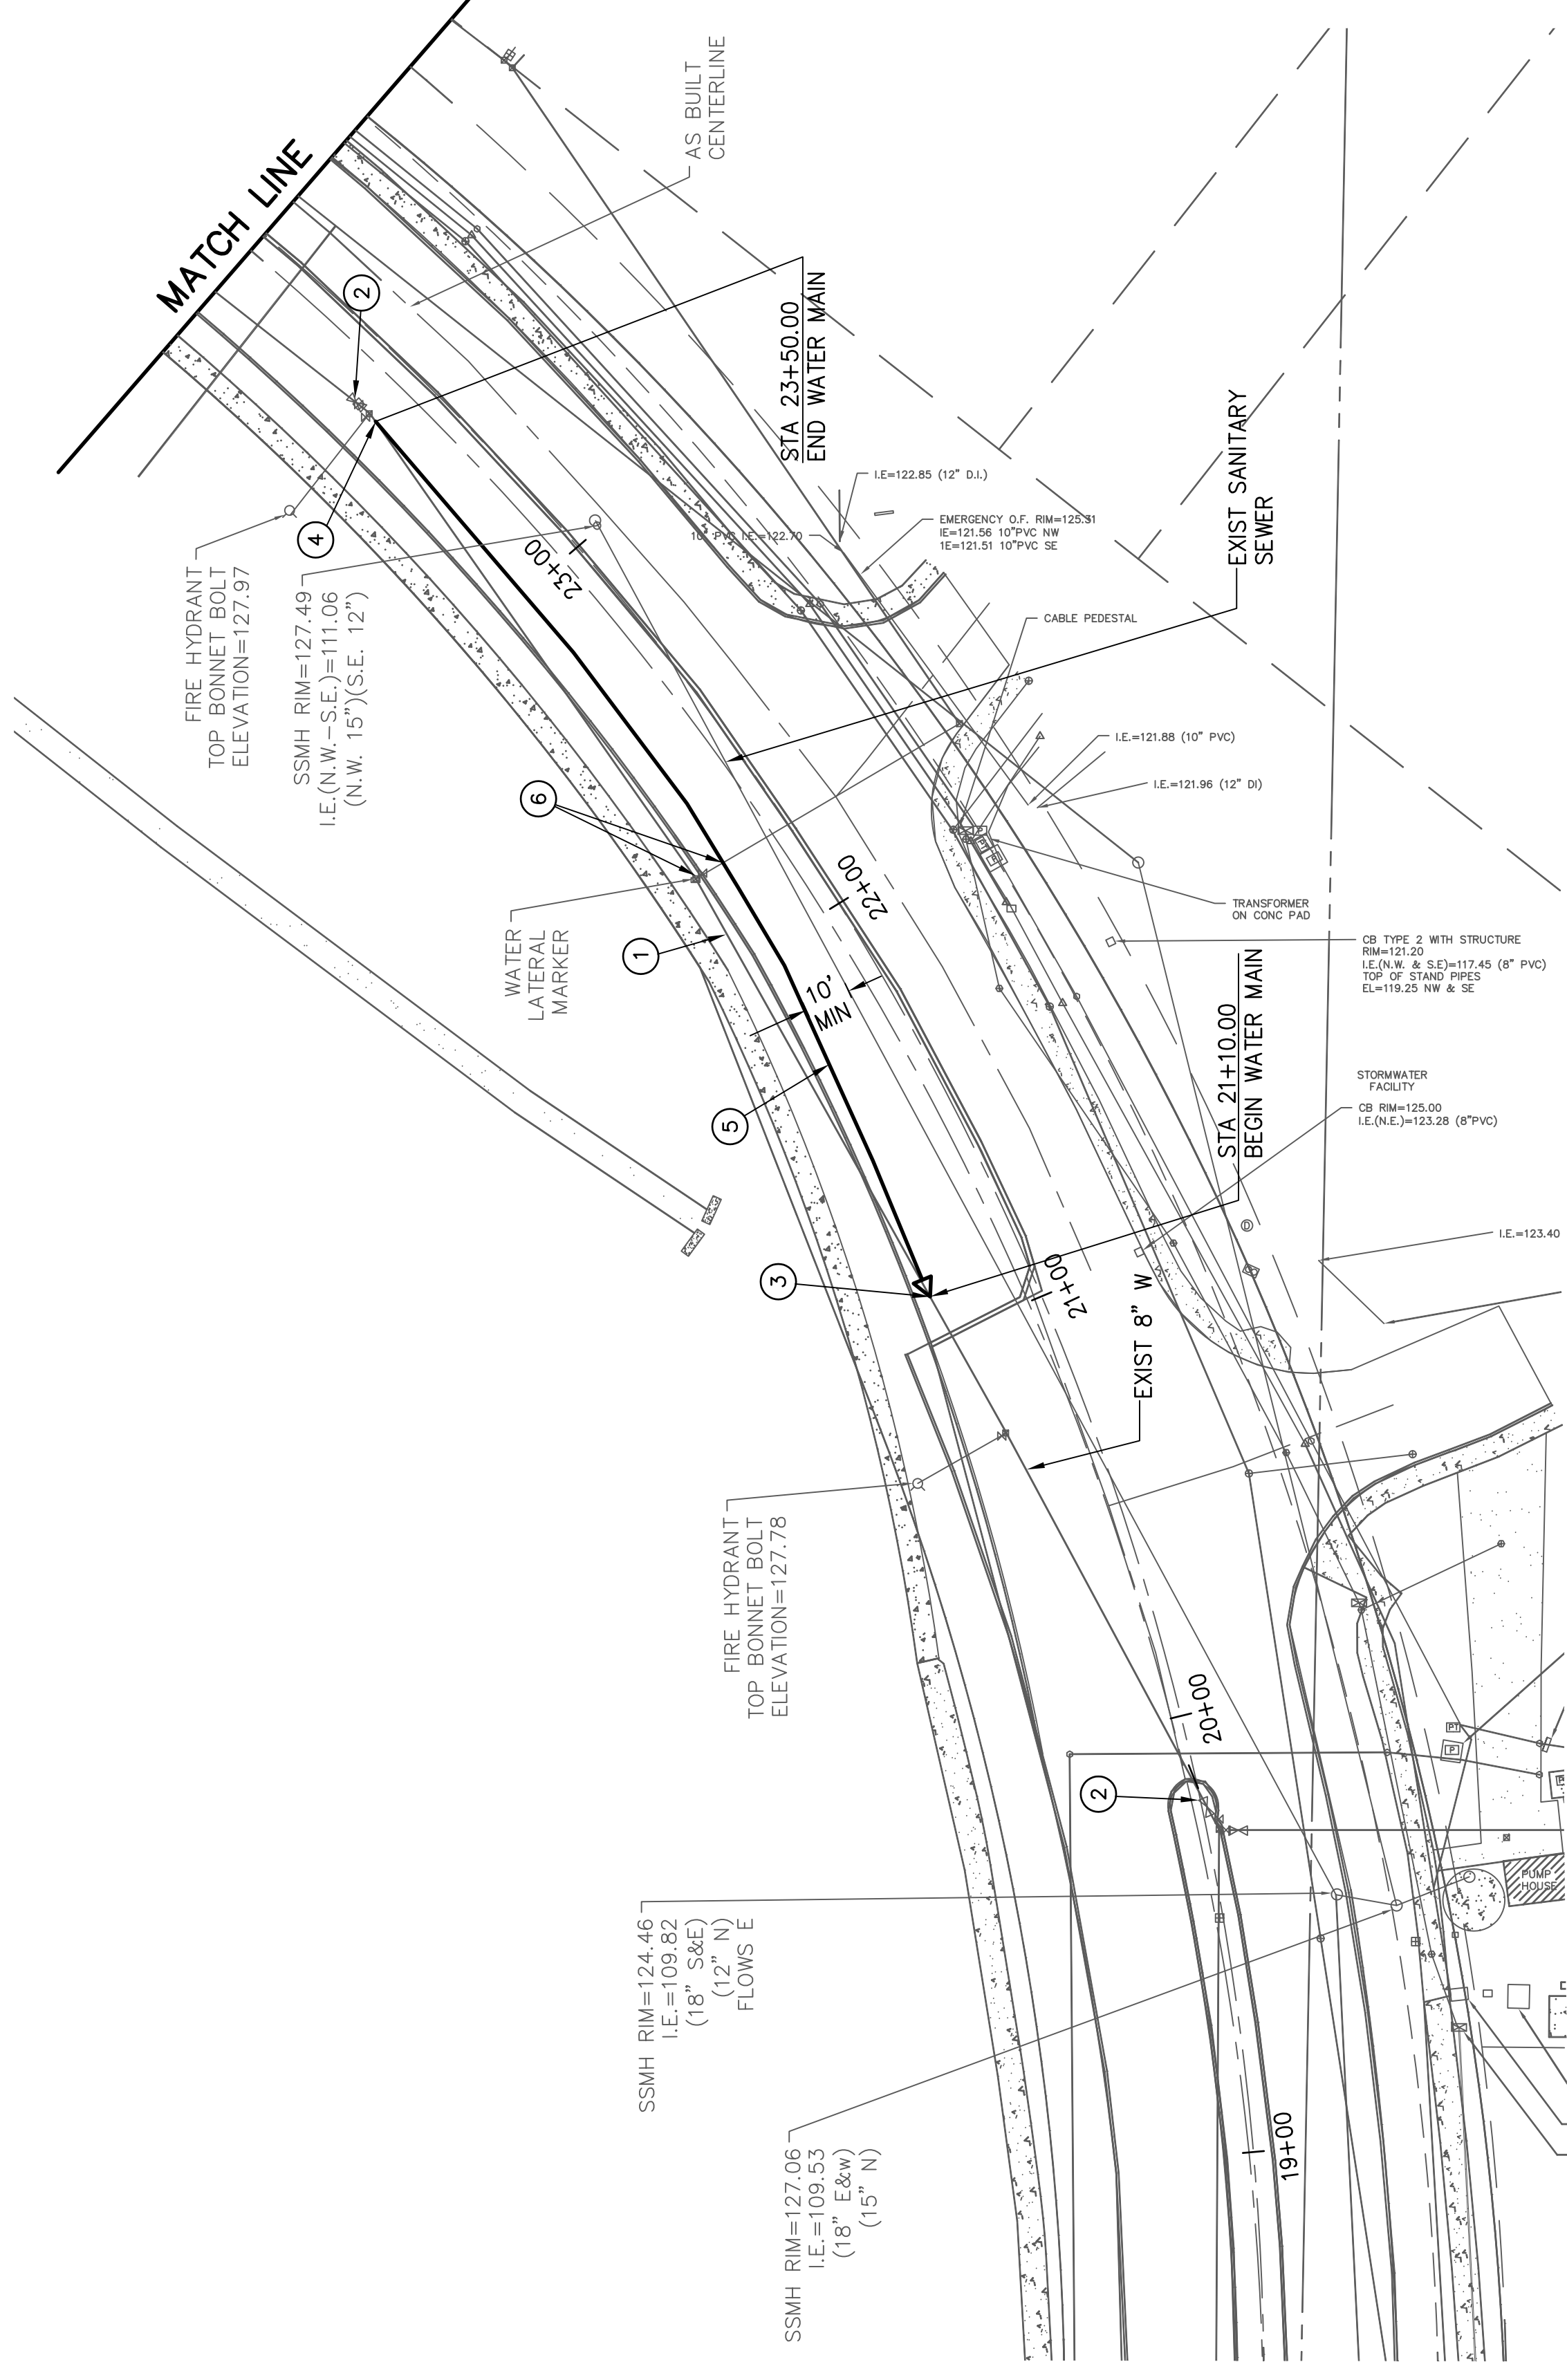 MATCH LINE
AS BUILT
CENTERLINE
2
4
FIRE HYDRANT
TOP BONNET BOLT
ELEVATION=127.97
SSMH RIM=127.49
I.E.(N.W.-S.E.)=111.06
(N.W. 15")(S.E. 12")
STA 23+50.00
END WATER MAIN
I.E=122.85 (12" D.I.)
EMERGENCY O.F. RIM=125.31
IE=121.56 10"PVC NW
1E=121.51 10"PVC SE
10" PVC I.E.=122.70
23+00
EXIST SANITARY
SEWER
CABLE PEDESTAL
6
I.E.=121.88 (10" PVC)
I.E.=121.96 (12" DI)
22+00
1
WATER
LATERAL
MARKER
10'
MIN
TRANSFORMER
ON CONC PAD
CB TYPE 2 WITH STRUCTURE
RIM=121.20
I.E.(N.W. & S.E)=117.45 (8" PVC)
TOP OF STAND PIPES
EL=119.25 NW & SE
5
STA 21+10.00
BEGIN WATER MAIN
STORMWATER
FACILITY
CB RIM=125.00
I.E.(N.E.)=123.28 (8"PVC)
D
I.E.=123.40
3
21+00
EXIST 8" W
FIRE HYDRANT
TOP BONNET BOLT
ELEVATION=127.78
20+00
2
PT
P
PUMP
HOUSE
SSMH RIM=124.46
I.E.=109.82
(18" S&E)
(12" N)
FLOWS E
SSMH RIM=127.06
I.E.=109.53
(18" E&w)
(15" N)
19+00